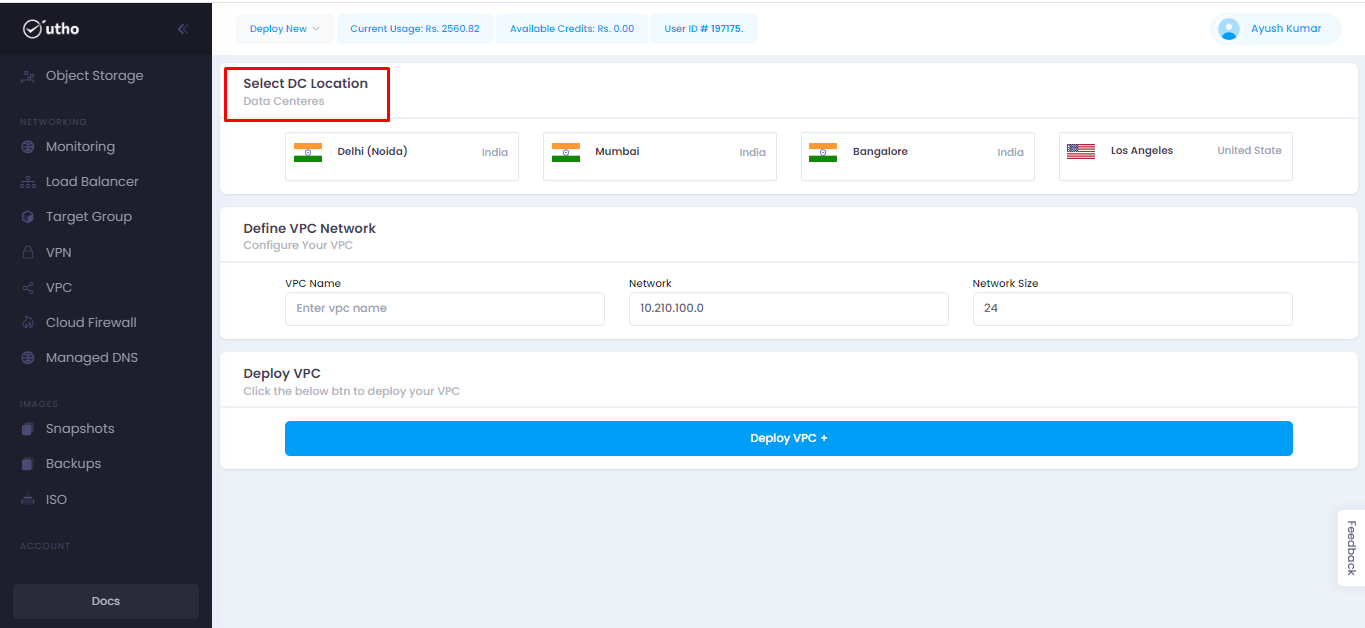 utho
Object Storage
NETWORKING
Monitoring
Load Balancer
Target Group
VPN
VPC
Cloud Firewall
Managed DNS
IMAGES
Snapshots
Backups
ISO
ACCOUNT
Docs
Deploy New
Current Usage: Rs. 2560.82
Available Credits: Rs. 0.00
User ID # 197175.
Ayush Kumar
Select DC Location
Data Centeres
Delhi (Noida) India
Mumbai India
Bangalore India
Los Angeles United State
Define VPC Network
Configure Your VPC
VPC Name
Enter vpc name
Network
10.210.100.0
Network Size
24
Deploy VPC
Click the below btn to deploy your VPC
Deploy VPC +
Feedback